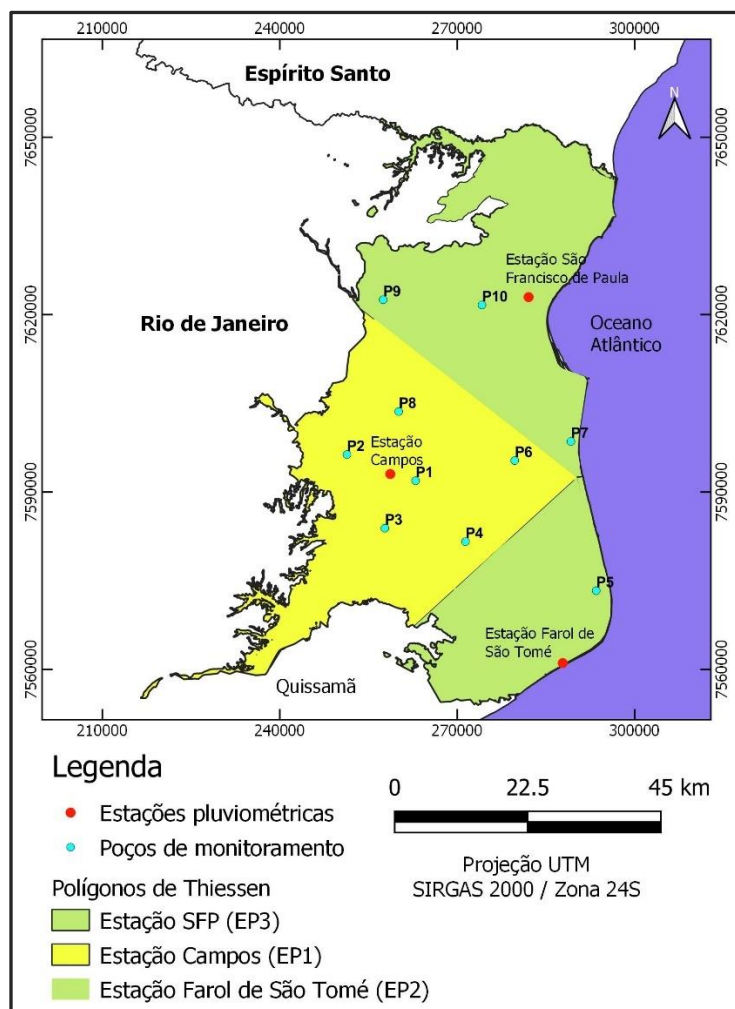 210000 240000 270000 300000
Espírito Santo
N
7650000
7650000
Estação São
Francisco de Paula
P9
P10
7620000
Rio de Janeiro
Oceano
Atlântico
7620000
P8
P7
P2
Estação
Campos
P6
P1
7590000
7590000
P3
P4
P5
Estação Farol de
São Tomé
7560000
Quissamã
7560000
210000 240000 270000 300000
Legenda
Estações pluviométricas
Poços de monitoramento
Polígonos de Thiessen
Estação SFP (EP3)
Estação Campos (EP1)
Estação Farol de São Tomé (EP2)
0 22.5 45 km
Projeção UTM
SIRGAS 2000 / Zona 24S